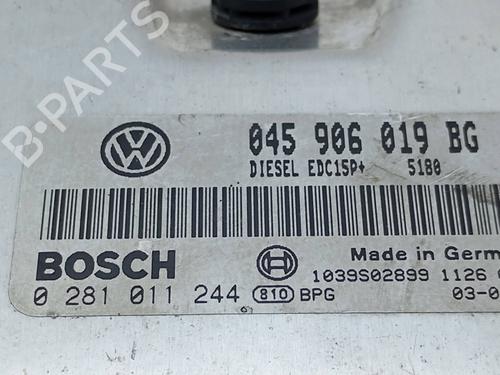 B-PARTS
045 906 019 BG
DIESEL EDC15P+ 5180
BOSCH
Made in Germ
0 281 011 244 810 BPG
1039S02899 1126
03-0